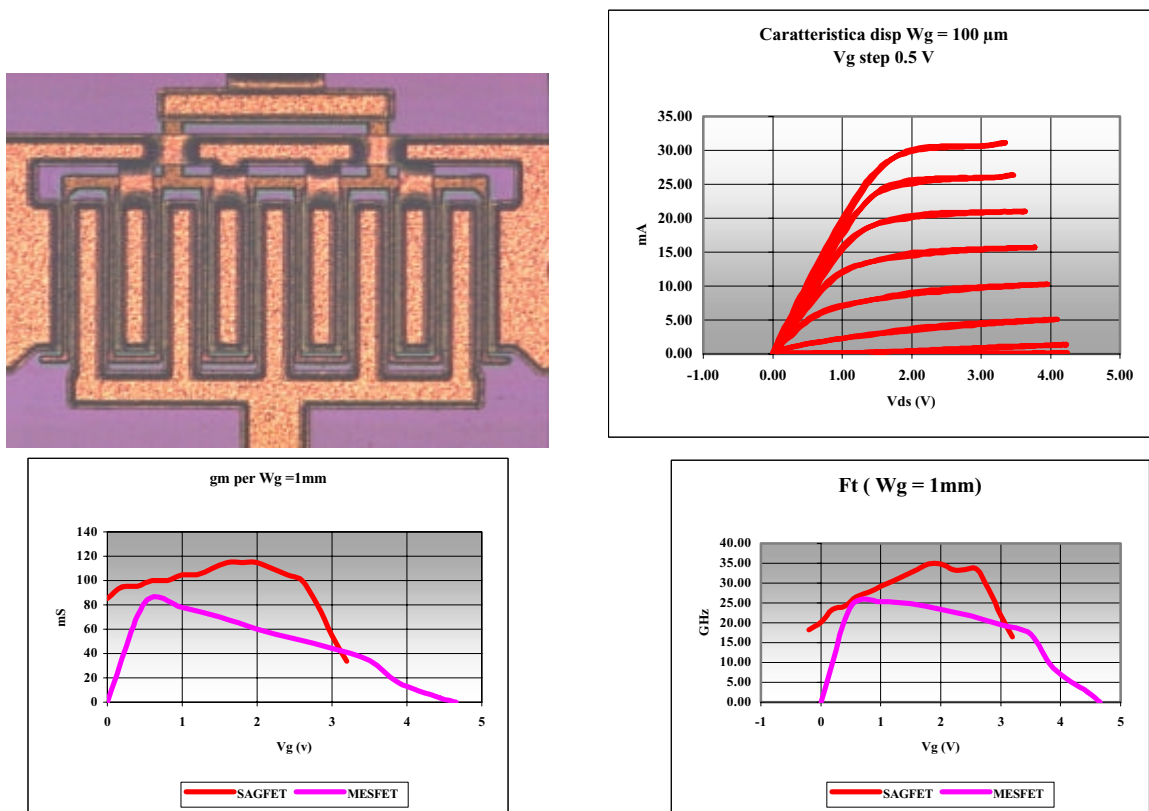 Caratteristica disp Wg = 100 µm
Vg step 0.5 V
35.00
30.00
25.00
20.00
15.00
10.00
5.00
0.00
mA
-1.00 0.00 1.00 2.00 3.00 4.00 5.00
Vds (V)
gm per Wg =1mm
140
120
100
80
60
40
20
0
mS
0 1 2 3 4 5
Vg (v)
SAGFET MESFET
Ft ( Wg = 1mm)
40.00
35.00
30.00
25.00
20.00
15.00
10.00
5.00
0.00
GHz
-1 0 1 2 3 4 5
Vg (V)
SAGFET MESFET